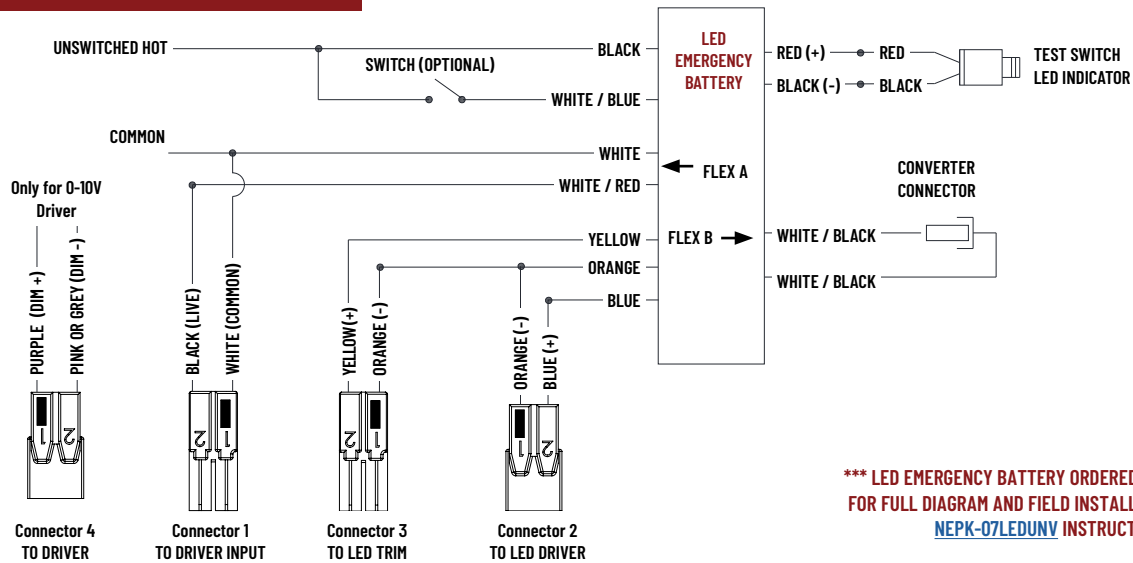 UNSWITCHED HOT
BLACK
SWITCH (OPTIONAL)
WHITE / BLUE
COMMON
WHITE
WHITE / RED
YELLOW
ORANGE
BLUE
LED
EMERGENCY
BATTERY
FLEX A
FLEX B
RED (+)
RED
BLACK (-)
BLACK
TEST SWITCH
LED INDICATOR
CONVERTER
CONNECTOR
WHITE / BLACK
WHITE / BLACK
Only for 0-10V
Driver
PURPLE (DIM +)
PINK OR GREY (DIM -)
BLACK (LIVE)
WHITE (COMMON)
YELLOW(+)
ORANGE (-)
ORANGE (-)
BLUE (+)
1 2
2 1
2 1
1 2
Connector 4
TO DRIVER
Connector 1
TO DRIVER INPUT
Connector 3
TO LED TRIM
Connector 2
TO LED DRIVER
*** LED EMERGENCY BATTERY ORDERED
FOR FULL DIAGRAM AND FIELD INSTALL
NEPK-07LEDUNV INSTRUCT